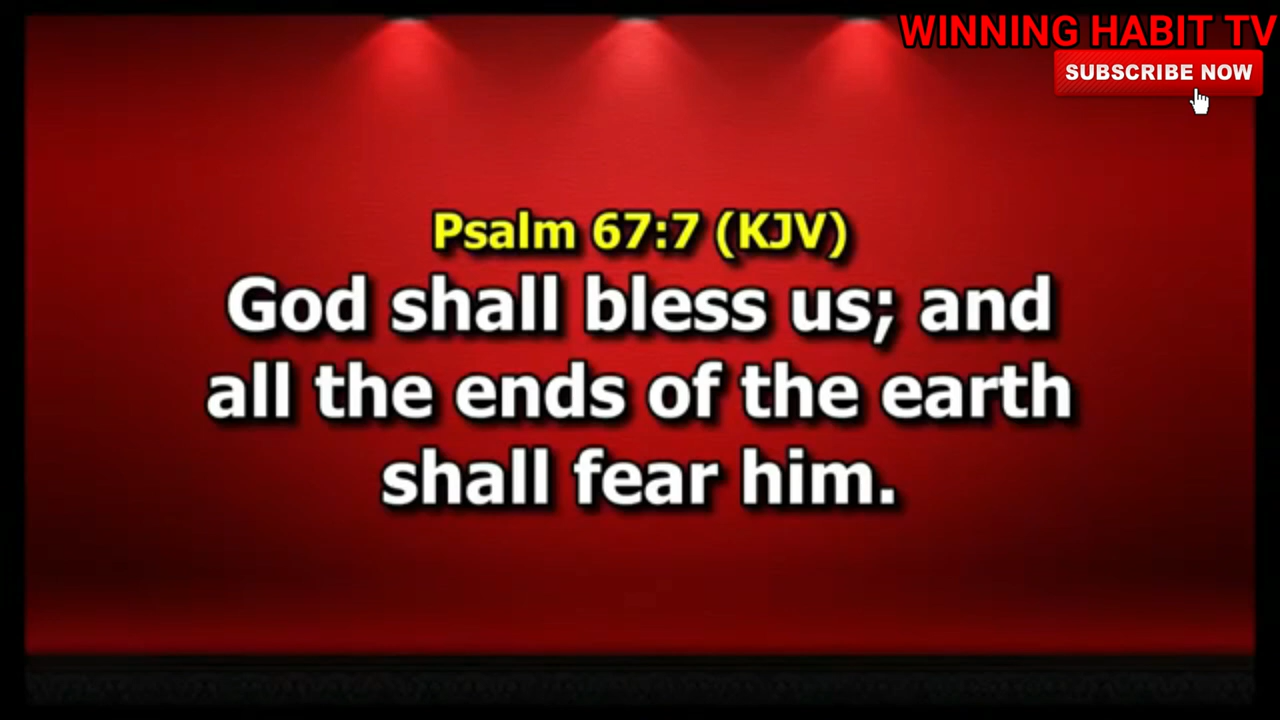 WINNING HABIT TV
SUBSCRIBE NOW
Psalm 67:7 (KJV)
God shall bless us; and
all the ends of the earth
shall fear him.